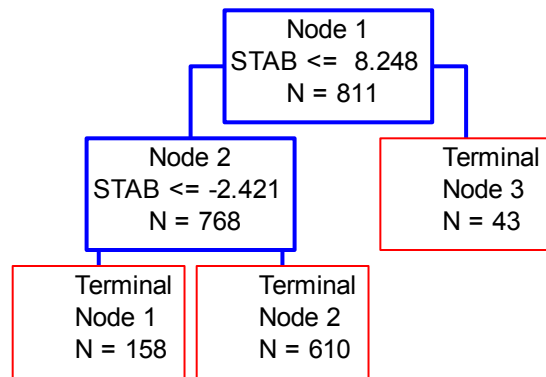 Node 1
STAB <= 8.248
N = 811
Node 2
STAB <= -2.421
N = 768
Terminal
Node 3
N = 43
Terminal
Node 1
N = 158
Terminal
Node 2
N = 610